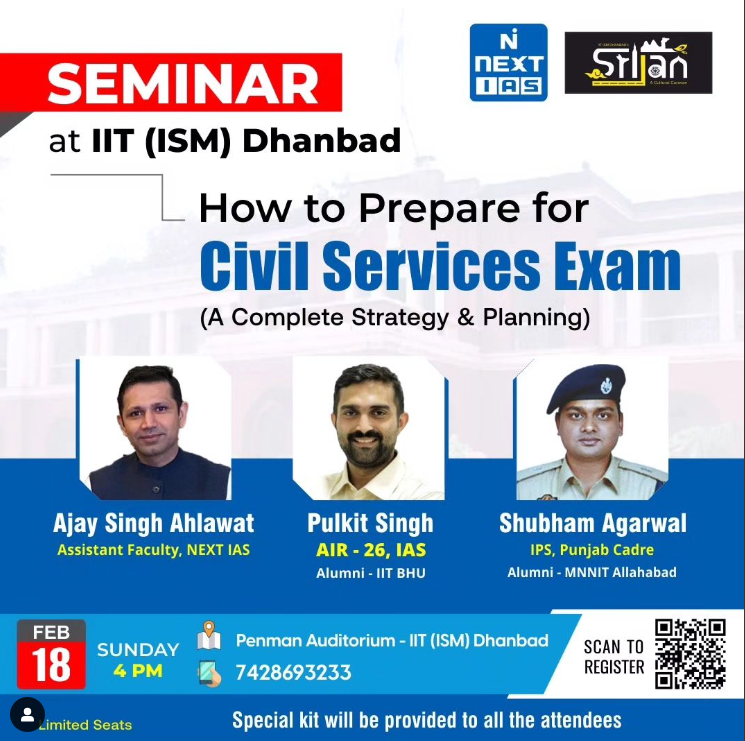 NEXT
IAS
Srijan
SEMINAR
at IIT (ISM) Dhanbad
How to Prepare for
Civil Services Exam
(A Complete Strategy & Planning)
Ajay Singh Ahlawat
Assistant Faculty, NEXT IAS
Pulkit Singh
AIR - 26, IAS
Alumni - IIT BHU
Shubham Agarwal
IPS, Punjab Cadre
Alumni - MNNIT Allahabad
FEB
18
SUNDAY
4 PM
Penman Auditorium - IIT (ISM) Dhanbad
7428693233
SCAN TO
REGISTER
Limited Seats
Special kit will be provided to all the attendees